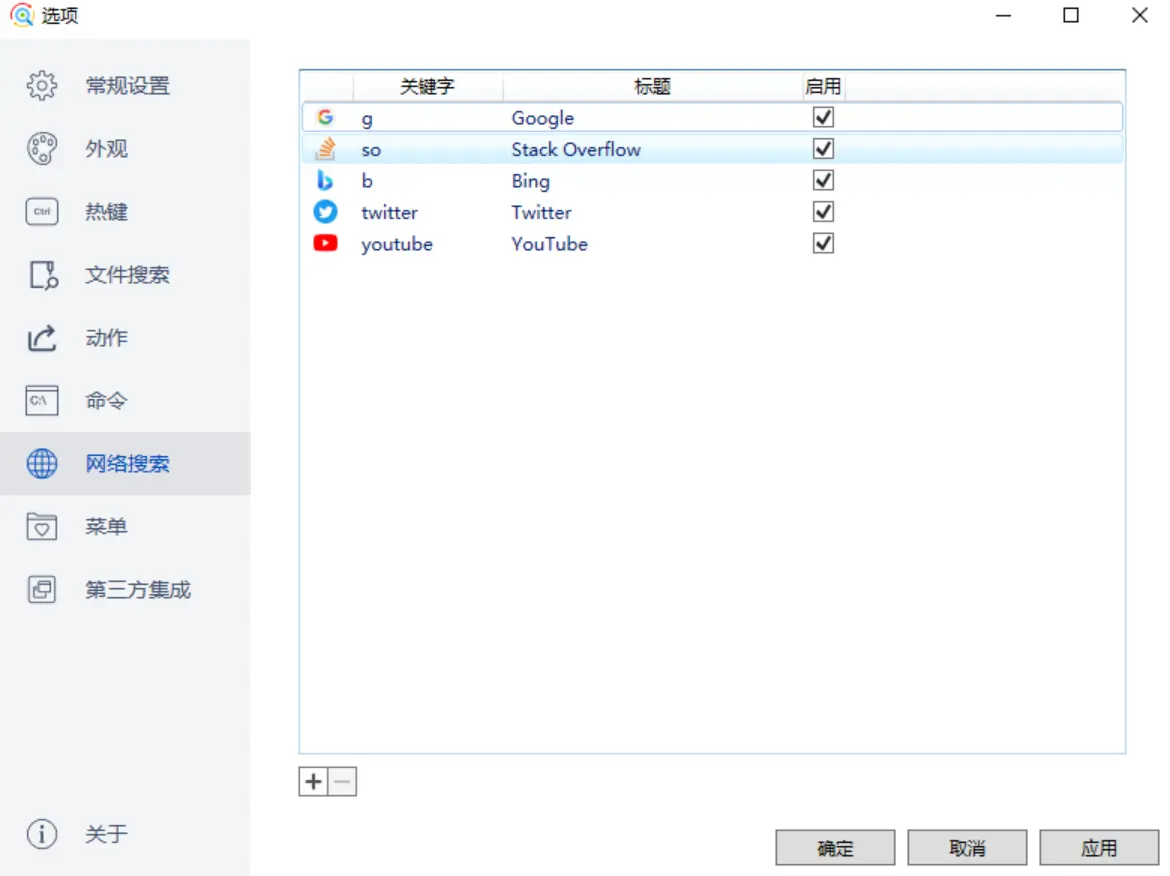 选项
常规设置
外观
Ctrl 热键
文件搜索
动作
C:\ 命令
网络搜索
菜单
第三方集成
关于
关键字 标题 启用
g Google
so Stack Overflow
b Bing
twitter Twitter
youtube YouTube
确定 取消 应用